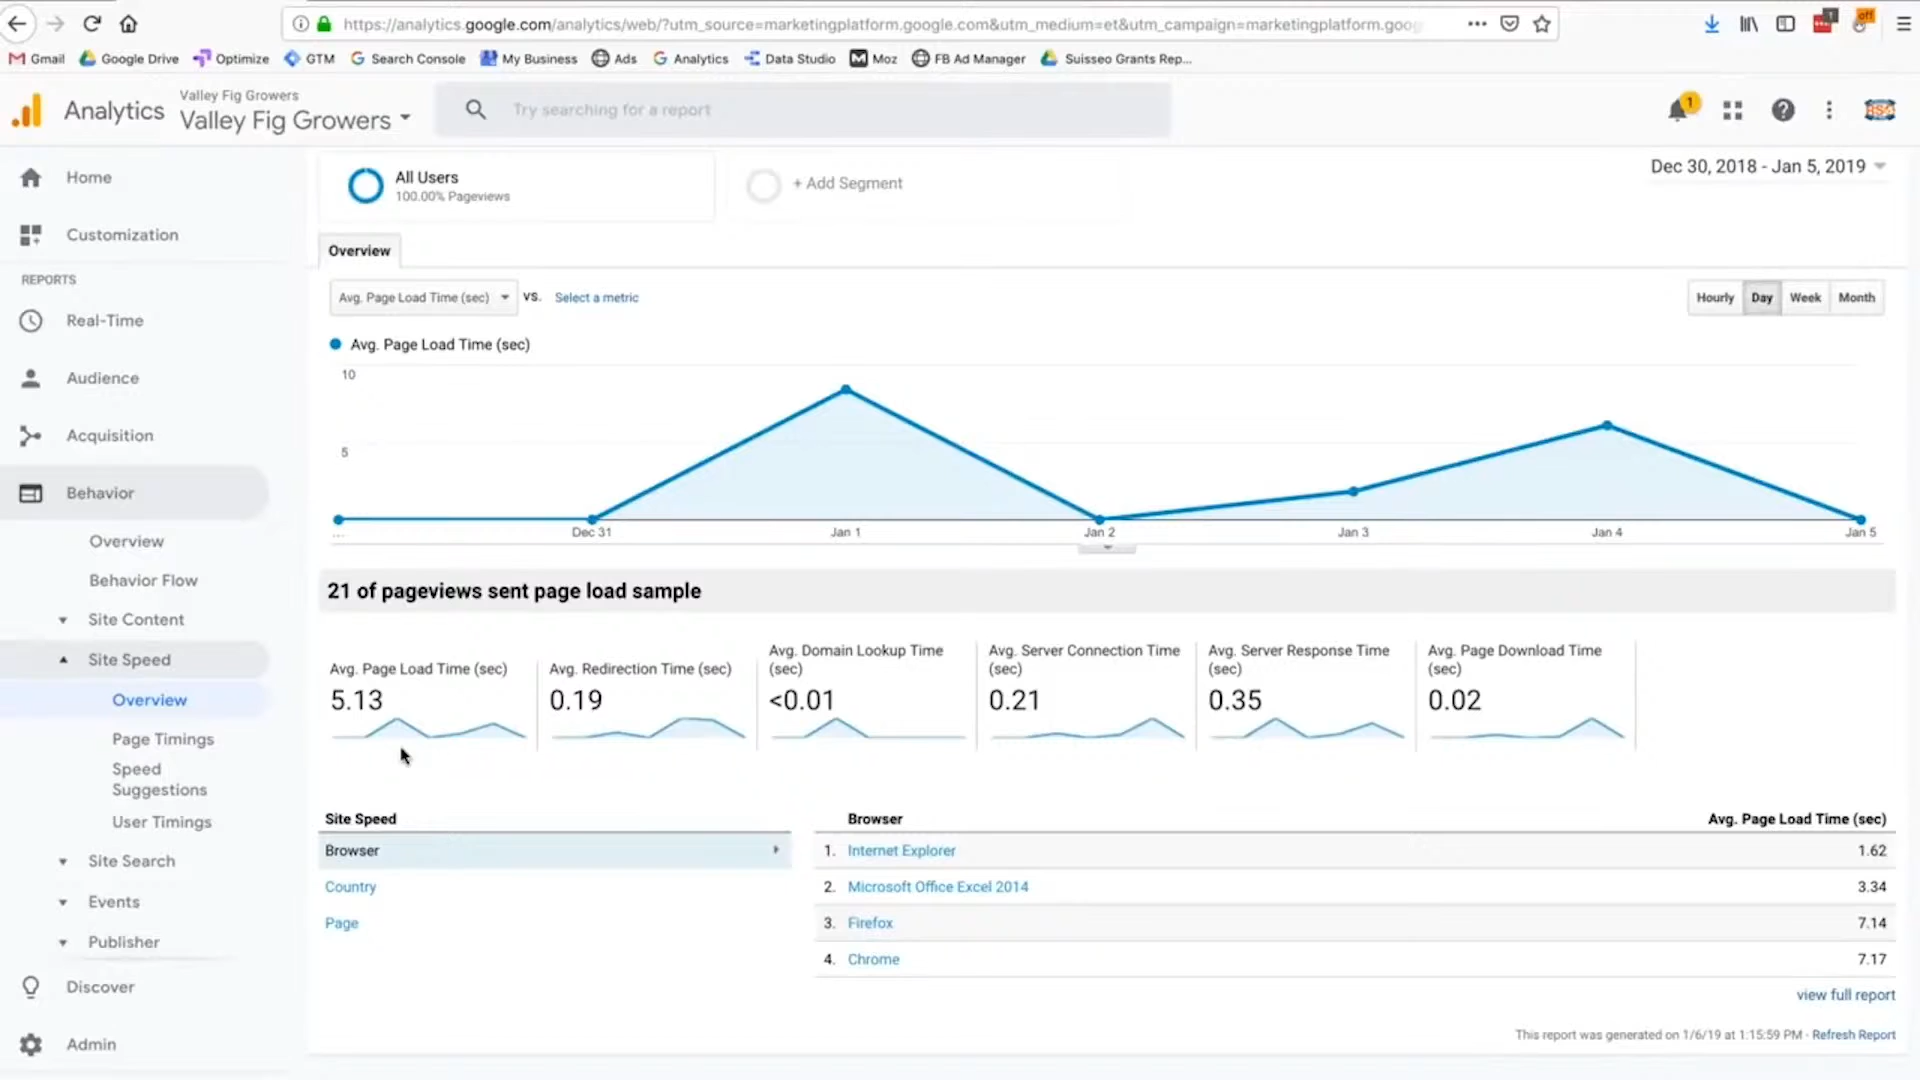 https://analytics.google.com/analytics/web/?utm_source=marketingplatform.google.com&utm_medium=et&utm_campaign=marketingplatform.goog
off
1
Gmail Google Drive Optimize GTM Search Console My Business Ads Analytics Data Studio Moz FB Ad Manager Suisseo Grants Rep...
Analytics
Valley Fig Growers
Valley Fig Growers
Try searching for a report
1
Home
Customization
REPORTS
Real-Time
Audience
Acquisition
Behavior
Overview
Behavior Flow
Site Content
Site Speed
Overview
Page Timings
Speed
Suggestions
User Timings
Site Search
Events
Publisher
Discover
Admin
All Users
100.00% Pageviews
+ Add Segment
Dec 30, 2018 - Jan 5, 2019
Overview
Avg. Page Load Time (sec) VS. Select a metric
Hourly Day Week Month
Avg. Page Load Time (sec)
10
5
... Dec 31 Jan 1 Jan 2 Jan 3 Jan 4 Jan 5
21 of pageviews sent page load sample
Avg. Page Load Time (sec)
5.13
Avg. Redirection Time (sec)
0.19
Avg. Domain Lookup Time
(sec)
<0.01
Avg. Server Connection Time
(sec)
0.21
Avg. Server Response Time
(sec)
0.35
Avg. Page Download Time
(sec)
0.02
Site Speed
Browser
Country
Page
Browser Avg. Page Load Time (sec)
1. Internet Explorer 1.62
2. Microsoft Office Excel 2014 3.34
3. Firefox 7.14
4. Chrome 7.17
view full report
This report was generated on 1/6/19 at 1:15:59 PM - Refresh Report